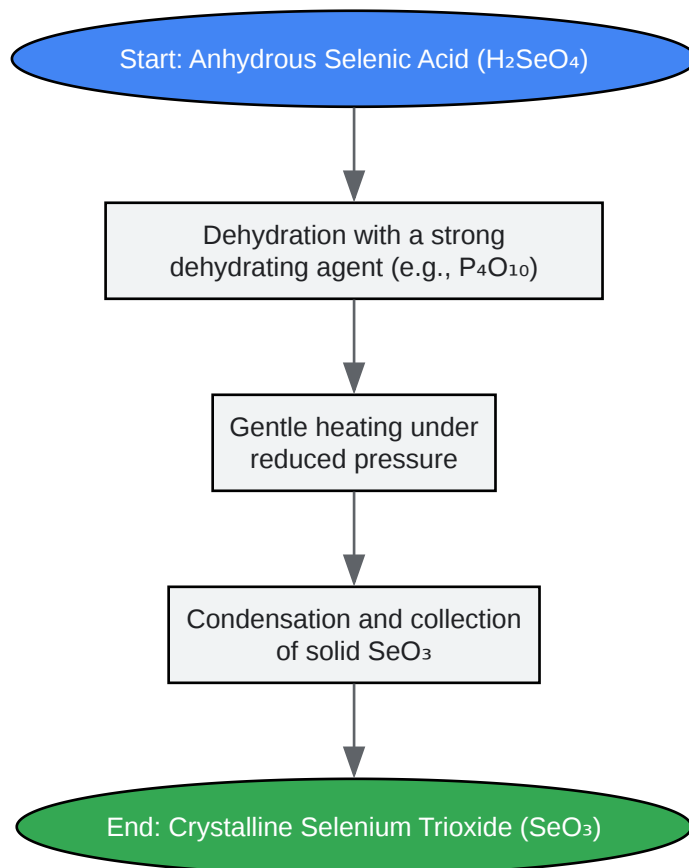 Start: Anhydrous Selenic Acid (H₂SeO₄)
Dehydration with a strong
dehydrating agent (e.g., P₄O₁₀)
Gentle heating under
reduced pressure
Condensation and collection
of solid SeO₃
End: Crystalline Selenium Trioxide (SeO₃)